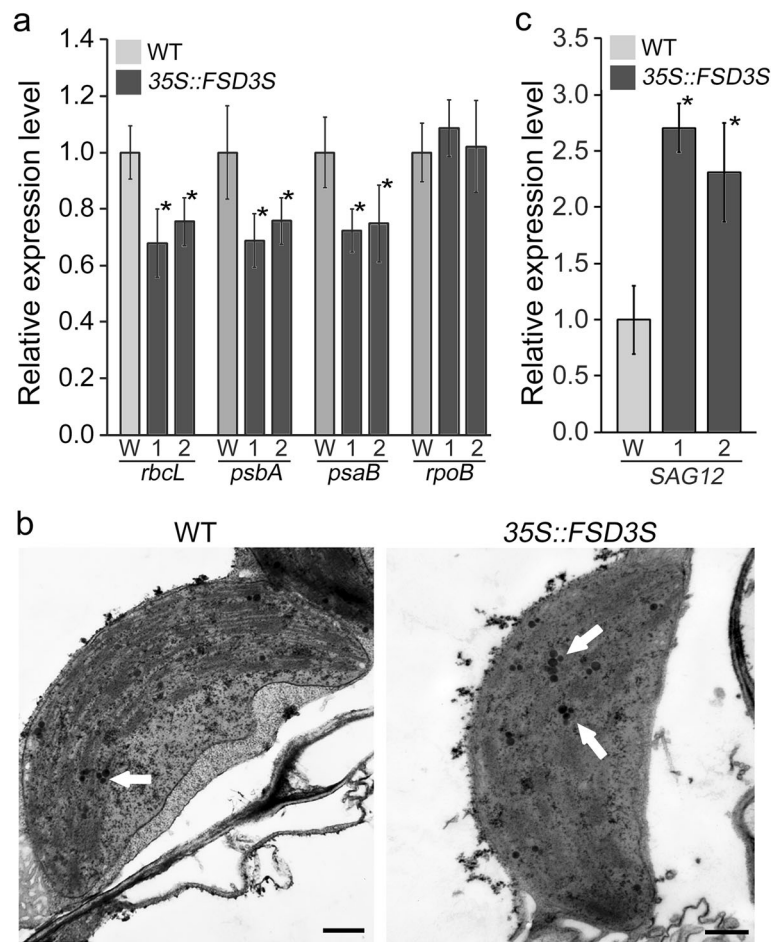 a
Relative expression level
1.4
1.2
1.0
0.8
0.6
0.4
0.2
0.0
WT
35S::FSD3S
* * * * * *
W 1 2 W 1 2 W 1 2 W 1 2
rbcL psbA psaB rpoB
c
Relative expression level
3.5
3.0
2.5
2.0
1.5
1.0
0.5
0.0
WT
35S::FSD3S
* *
W 1 2
SAG12
b
WT 35S::FSD3S